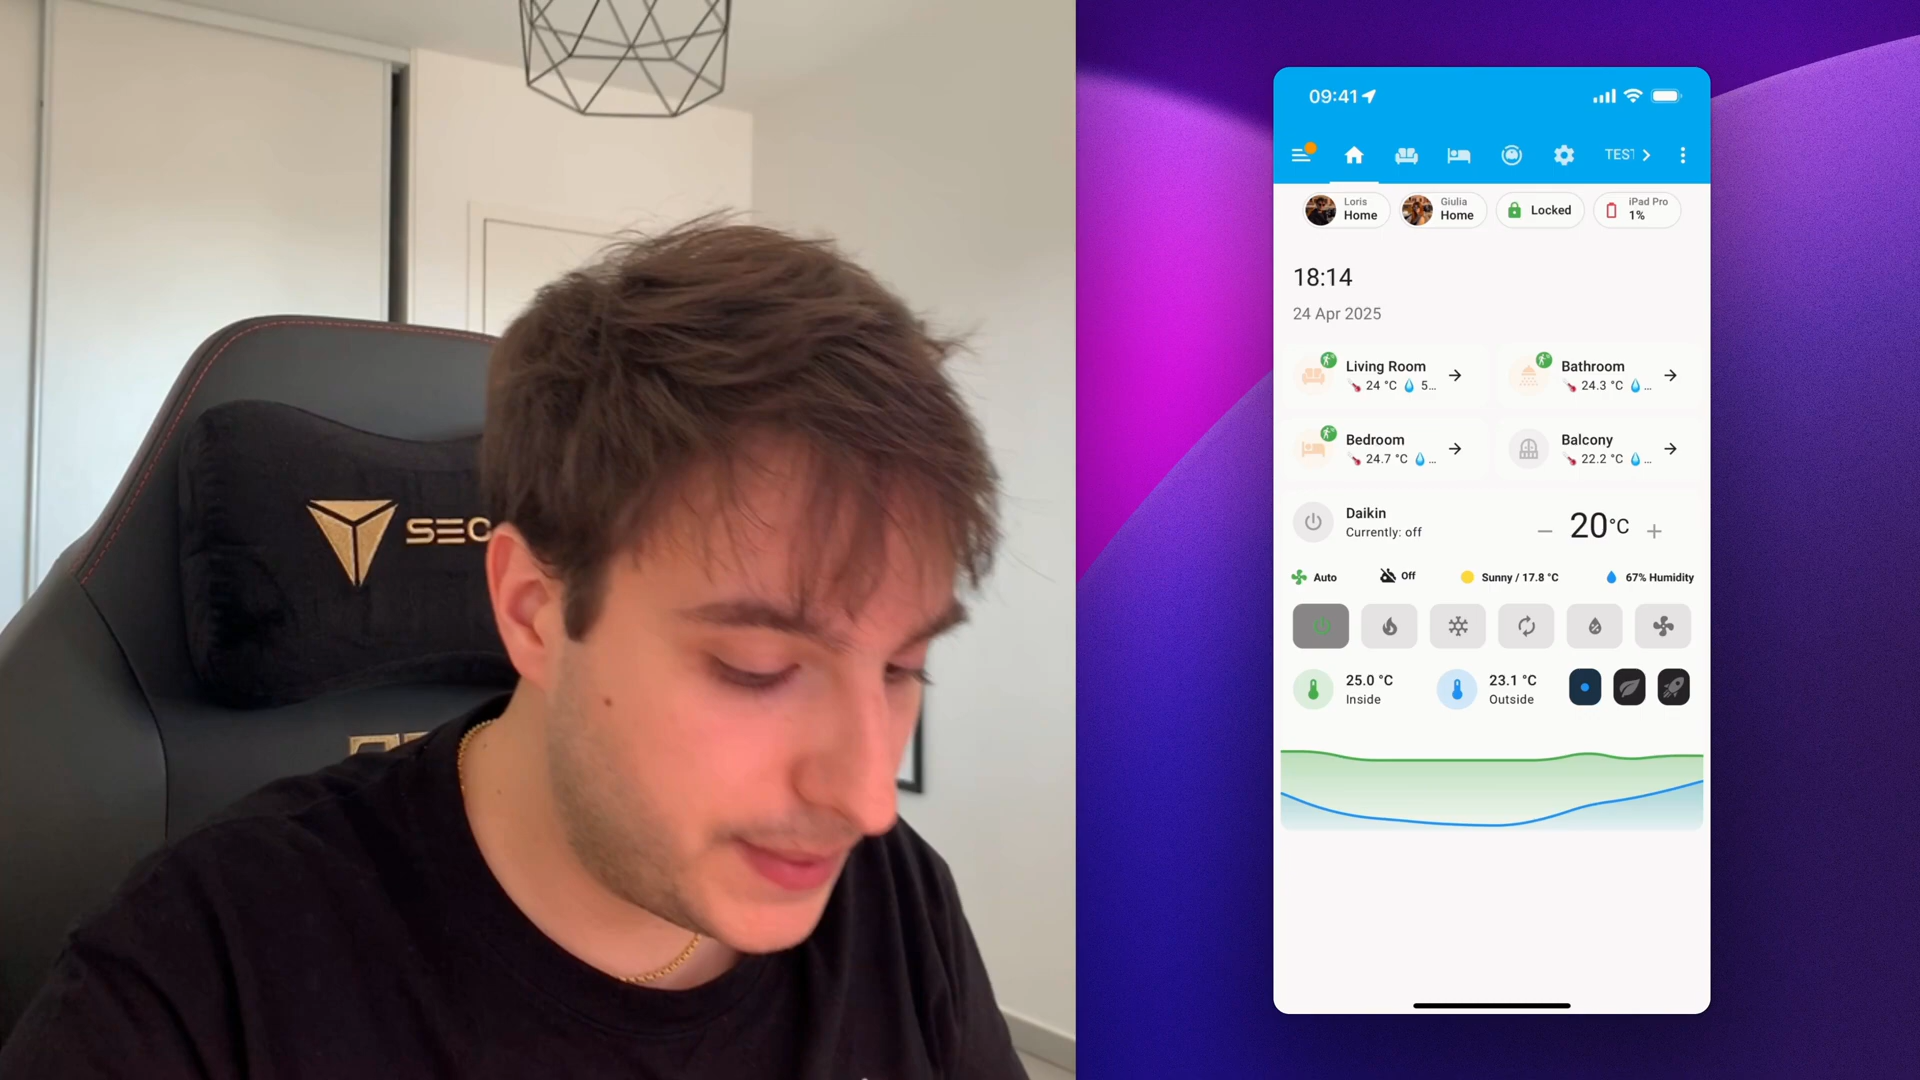 SEC
09:41
TEST
Loris
Home
Giulia
Home
Locked
iPad Pro
1%
18:14
24 Apr 2025
Living Room
24 °C 5...
Bathroom
24.3 °C ...
Bedroom
24.7 °C ...
Balcony
22.2 °C ...
Daikin
Currently: off
20°C
Auto
Off
Sunny / 17.8 °C
67% Humidity
25.0 °C
Inside
23.1 °C
Outside